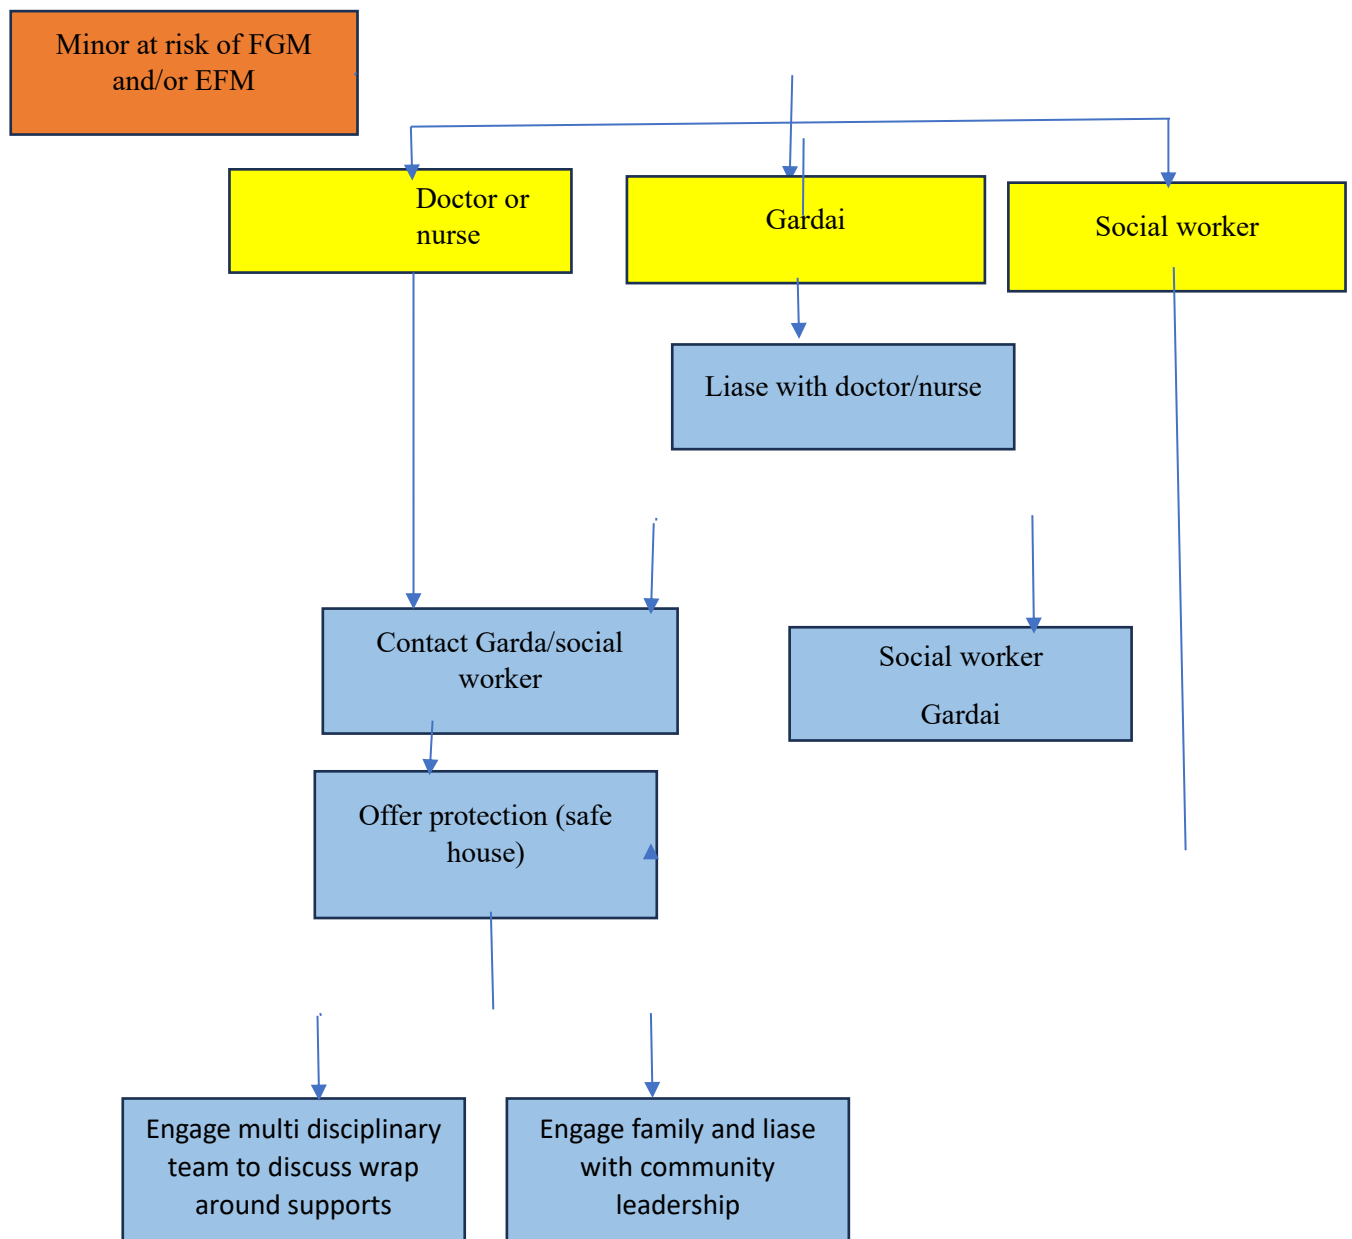 Minor at risk of FGM
and/or EFM
Doctor or
nurse
Gardai
Social worker
Liase with doctor/nurse
Contact Garda/social
worker
Social worker
Gardai
Offer protection (safe
house)
Engage multi disciplinary
team to discuss wrap
around supports
Engage family and liase
with community
leadership